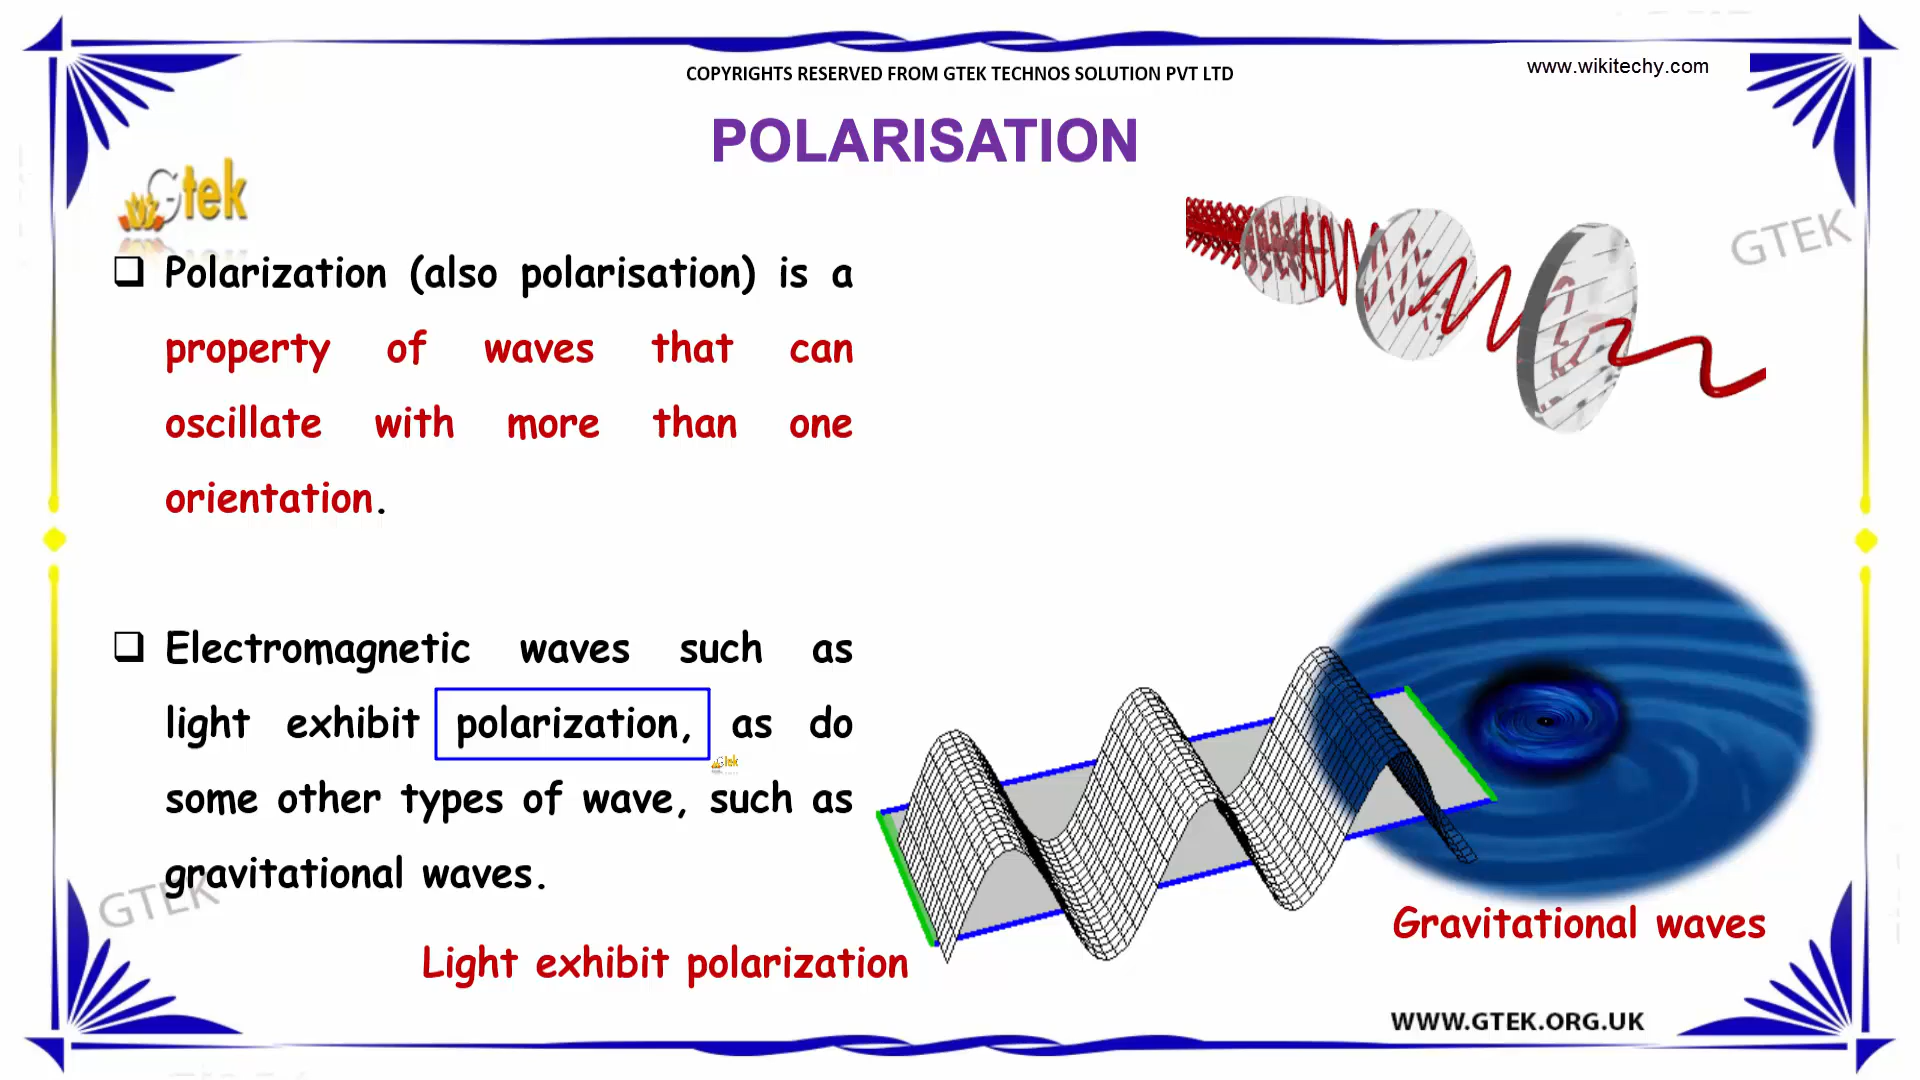 COPYRIGHTS RESERVED FROM GTEK TECHNOS SOLUTION PVT LTD
www.wikitechy.com
POLARISATION
Gtek
GTEK
❑ Polarization (also polarisation) is a
property of waves that can
oscillate with more than one
orientation.
❑ Electromagnetic waves such as
light exhibit polarization, as do
Gtek
some other types of wave, such as
gravitational waves.
GTEK
Gravitational waves
Light exhibit polarization
WWW.GTEK.ORG.UK